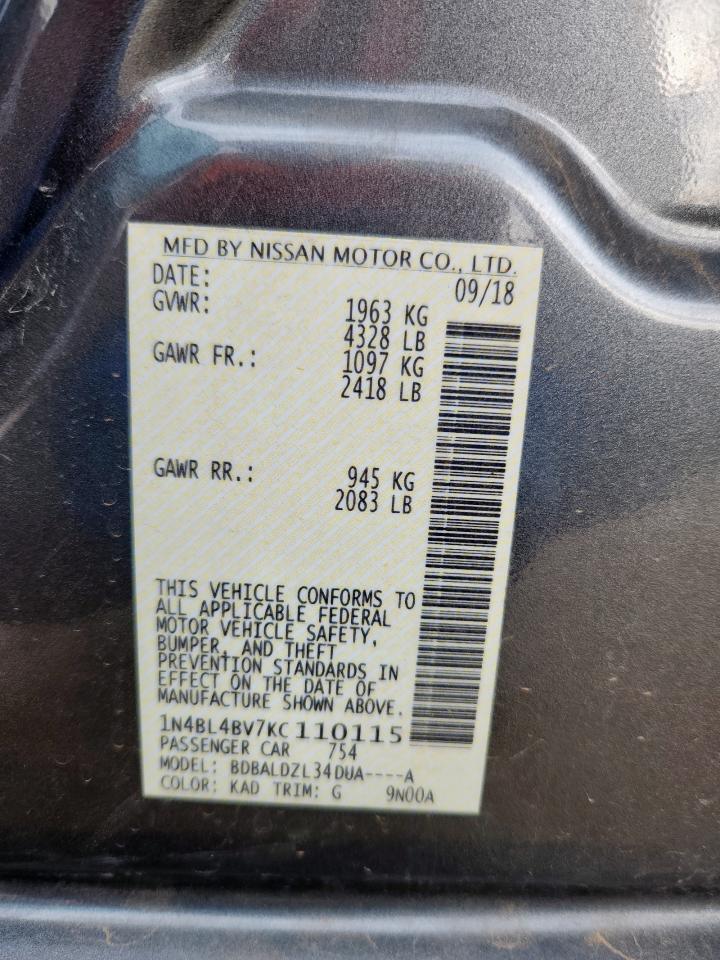 MFD BY NISSAN MOTOR CO., LTD.
DATE: 09/18
GVWR: 1963 KG
4328 LB
GAWR FR.: 1097 KG
2418 LB
GAWR RR.: 945 KG
2083 LB
THIS VEHICLE CONFORMS TO
ALL APPLICABLE FEDERAL
MOTOR VEHICLE SAFETY,
BUMPER, AND THEFT
PREVENTION STANDARDS IN
EFFECT ON THE DATE OF
MANUFACTURE SHOWN ABOVE.
1N4BL4BV7KC110115
PASSENGER CAR 754
MODEL: BDBALDZL34DUA----A
COLOR: KAD TRIM: G 9N00A